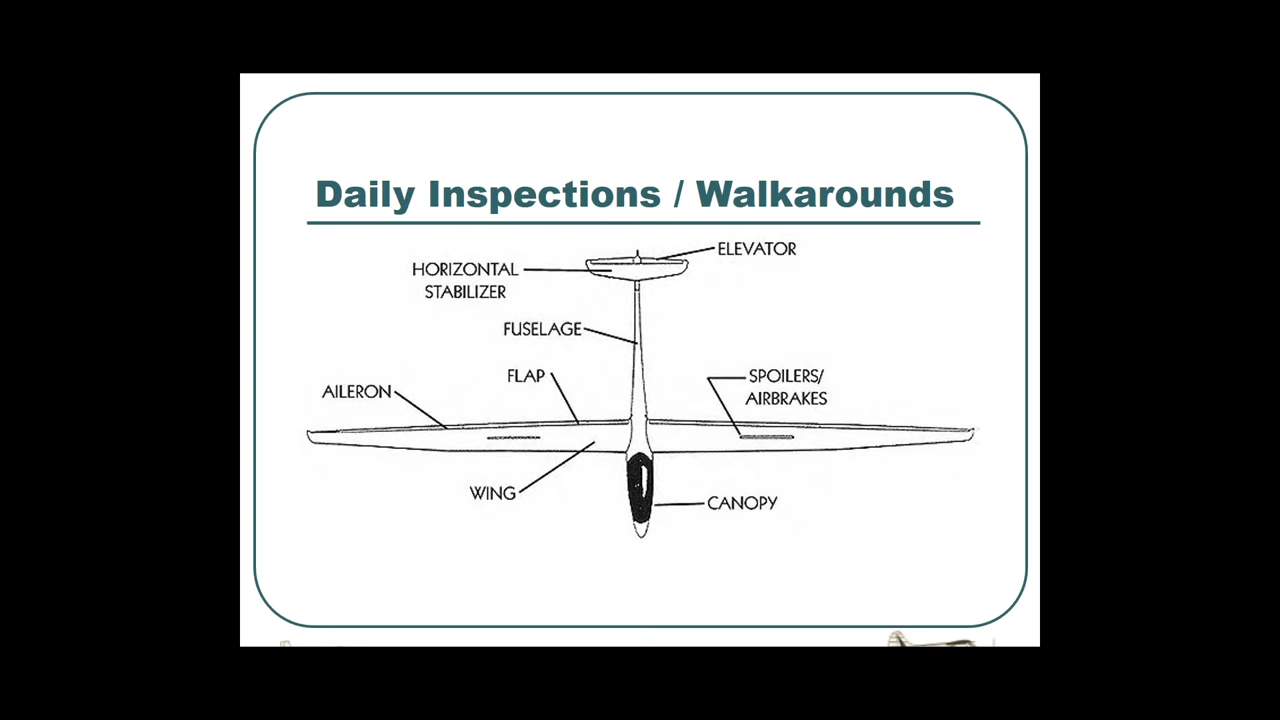 Daily Inspections / Walkarounds
ELEVATOR
HORIZONTAL
STABILIZER
FUSELAGE
FLAP
SPOILERS/
AIRBRAKES
AILERON
WING
CANOPY